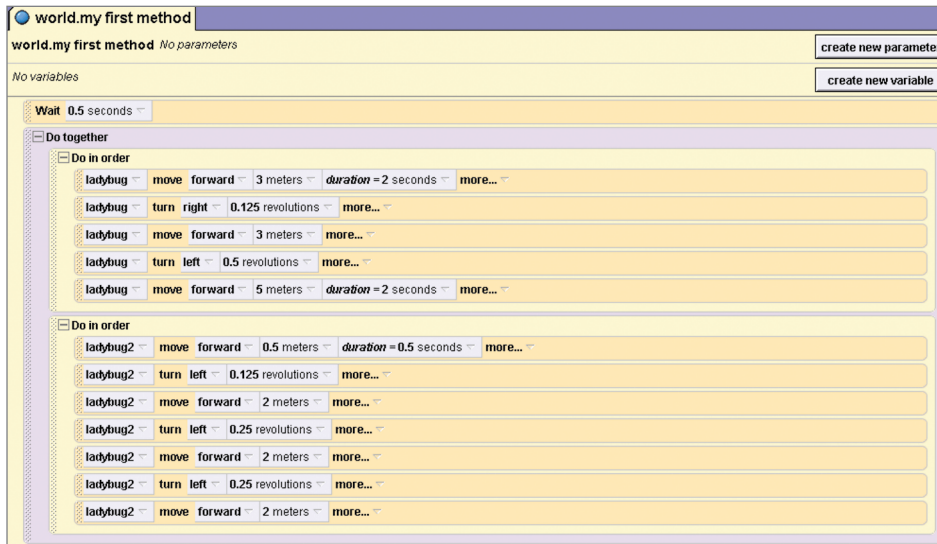 world.my first method
world.my first method No parameters
create new paramete
No variables
create new variable
Wait 0.5 seconds
Do together
Do in order
ladybug move forward 3 meters duration = 2 seconds more...
ladybug turn right 0.125 revolutions more...
ladybug move forward 3 meters more...
ladybug turn left 0.5 revolutions more...
ladybug move forward 5 meters duration = 2 seconds more...
Do in order
ladybug2 move forward 0.5 meters duration = 0.5 seconds more...
ladybug2 turn left 0.125 revolutions more...
ladybug2 move forward 2 meters more...
ladybug2 turn left 0.25 revolutions more...
ladybug2 move forward 2 meters more...
ladybug2 turn left 0.25 revolutions more...
ladybug2 move forward 2 meters more...